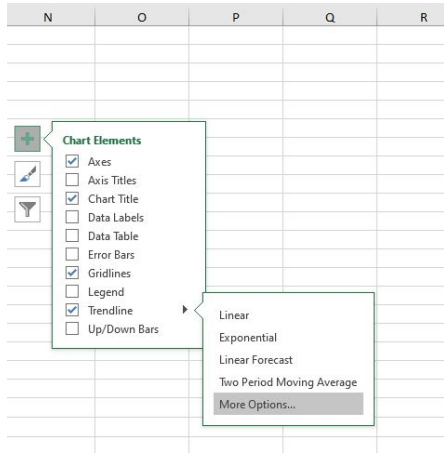 N O P Q R
Chart Elements
Axes
Axis Titles
Chart Title
Data Labels
Data Table
Error Bars
Gridlines
Legend
Trendline
Up/Down Bars
Linear
Exponential
Linear Forecast
Two Period Moving Average
More Options...